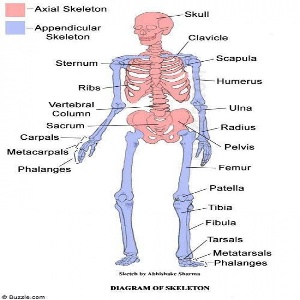 Axial Skeleton
Appendicular
Skeleton
Skull
Clavicle
Sternum
Scapula
Ribs
Humerus
Vertebral
Column
Ulna
Sacrum
Radius
Carpals
Pelvis
Metacarpals
Phalanges
Femur
Patella
Tibia
Fibula
Tarsals
Metatarsals
Phalanges
Sketch by Abhishake Sharma
DIAGRAM OF SKELETON
© Buzzle.com